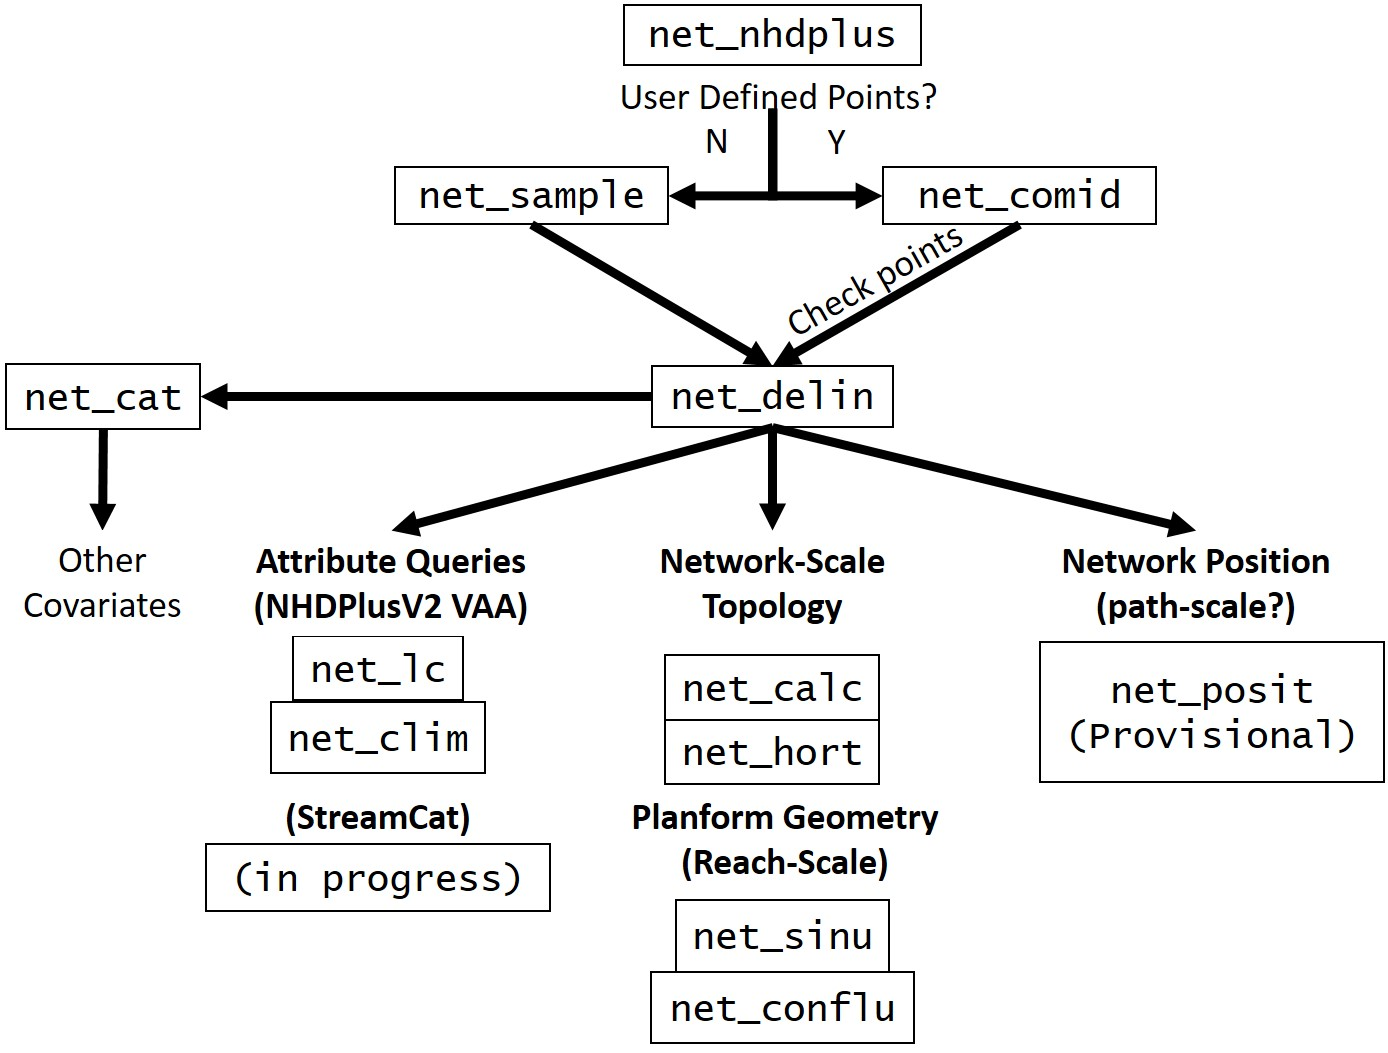 net_nhdplus
User Defined Points?
N
Y
net_sample
net_comid
Check points
net_cat
net_delin
Other
Covariates
Attribute Queries
(NHDPlusV2 VAA)
net_lc
net_clim
(StreamCat)
(in progress)
Network-Scale
Topology
net_calc
net_hort
Planform Geometry
(Reach-Scale)
net_sinu
net_conflu
Network Position
(path-scale?)
net_posit
(Provisional)